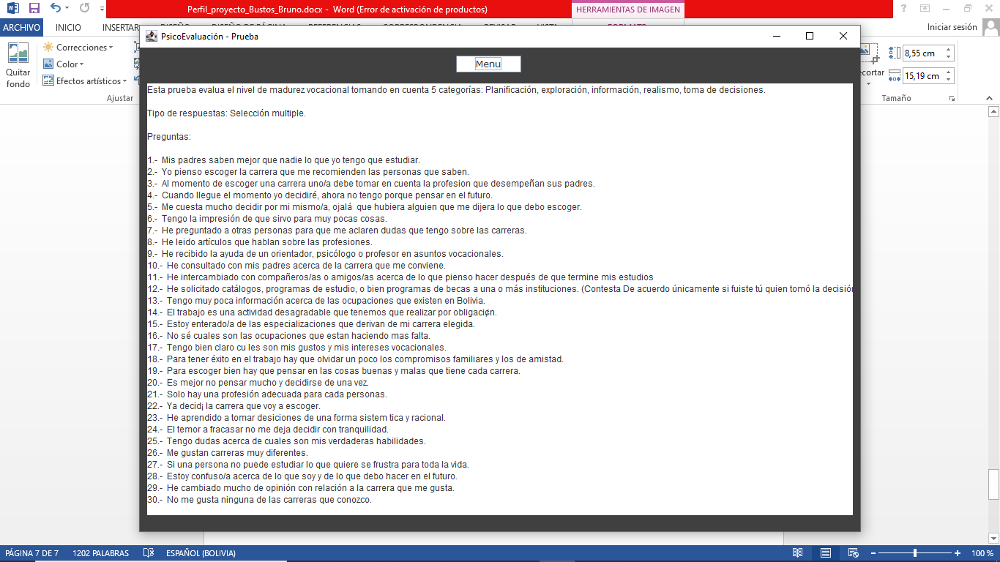 Perfil_proyecto_Bustos_Bruno.docx - Word (Error de activación de productos)
HERRAMIENTAS DE IMAGEN
ARCHIVO INICIO INSERTAR
Iniciar sesión
PsicoEvaluación - Prueba
Correcciones
Color
Efectos artísticos
Quitar
fondo
Ajustar
8,55 cm
15,19 cm
Tamaño
Menu
Esta prueba evalua el nivel de madurez vocacional tomando en cuenta 5 categorías: Planificación, exploración, información, realismo, toma de decisiones.
Tipo de respuestas: Selección multiple.
Preguntas:
1.- Mis padres saben mejor que nadie lo que yo tengo que estudiar.
2.- Yo pienso escoger la carrera que me recomienden las personas que saben.
3.- Al momento de escoger una carrera uno/a debe tomar en cuenta la profesion que desempeñan sus padres.
4.- Cuando llegue el momento yo decidiré, ahora no tengo porque pensar en el futuro.
5.- Me cuesta mucho decidir por mi mismo/a, ojalá que hubiera alguien que me dijera lo que debo escoger.
6.- Tengo la impresión de que sirvo para muy pocas cosas.
7.- He preguntado a otras personas para que me aclaren dudas que tengo sobre las carreras.
8.- He leido artículos que hablan sobre las profesiones.
9.- He recibido la ayuda de un orientador, psicólogo o profesor en asuntos vocacionales.
10.- He consultado con mis padres acerca de la carrera que me conviene.
11.- He intercambiado con compañeros/as o amigos/as acerca de lo que pienso hacer después de que termine mis estudios
12.- He solicitado catálogos, programas de estudio, o bien programas de becas a una o más instituciones. (Contesta De acuerdo únicamente si fuiste tú quien tomó la decisión
13.- Tengo muy poca información acerca de las ocupaciones que existen en Bolivia.
14.- El trabajo es una actividad desagradable que tenemos que realizar por obligaci¢n.
15.- Estoy enterado/a de las especializaciones que derivan de mi carrera elegida.
16.- No sé cuales son las ocupaciones que estan haciendo mas falta.
17.- Tengo bien claro cu les son mis gustos y mis intereses vocacionales.
18.- Para tener éxito en el trabajo hay que olvidar un poco los compromisos familiares y los de amistad.
19.- Para escoger bien hay que pensar en las cosas buenas y malas que tiene cada carrera.
20.- Es mejor no pensar mucho y decidirse de una vez.
21.- Solo hay una profesión adecuada para cada personas.
22.- Ya decid¡ la carrera que voy a escoger.
23.- He aprendido a tomar desiciones de una forma sistem tica y racional.
24.- El temor a fracasar no me deja decidir con tranquilidad.
25.- Tengo dudas acerca de cuales son mis verdaderas habilidades.
26.- Me gustan carreras muy diferentes.
27.- Si una persona no puede estudiar lo que quiere se frustra para toda la vida.
28.- Estoy confuso/a acerca de lo que soy y de lo que debo hacer en el futuro.
29.- He cambiado mucho de opinión con relación a la carrera que me gusta.
30.- No me gusta ninguna de las carreras que conozco.
PÁGINA 7 DE 7 1202 PALABRAS ESPAÑOL (BOLIVIA) 100 %